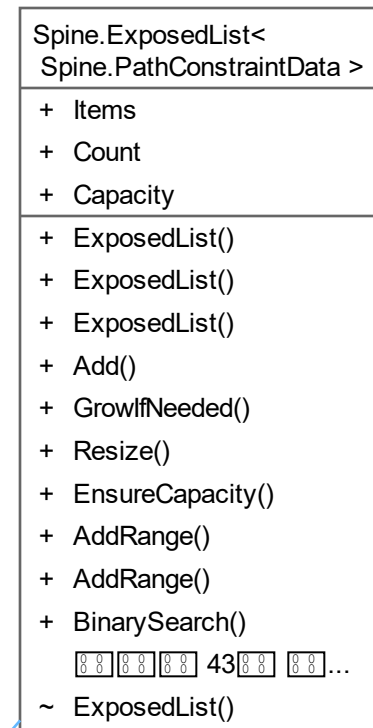 Spine.ExposedList<
Spine.PathConstraintData >
+ Items
+ Count
+ Capacity
+ ExposedList()
+ ExposedList()
+ ExposedList()
+ Add()
+ GrowIfNeeded()
+ Resize()
+ EnsureCapacity()
+ AddRange()
+ AddRange()
+ BinarySearch()
43 ...
~ ExposedList()